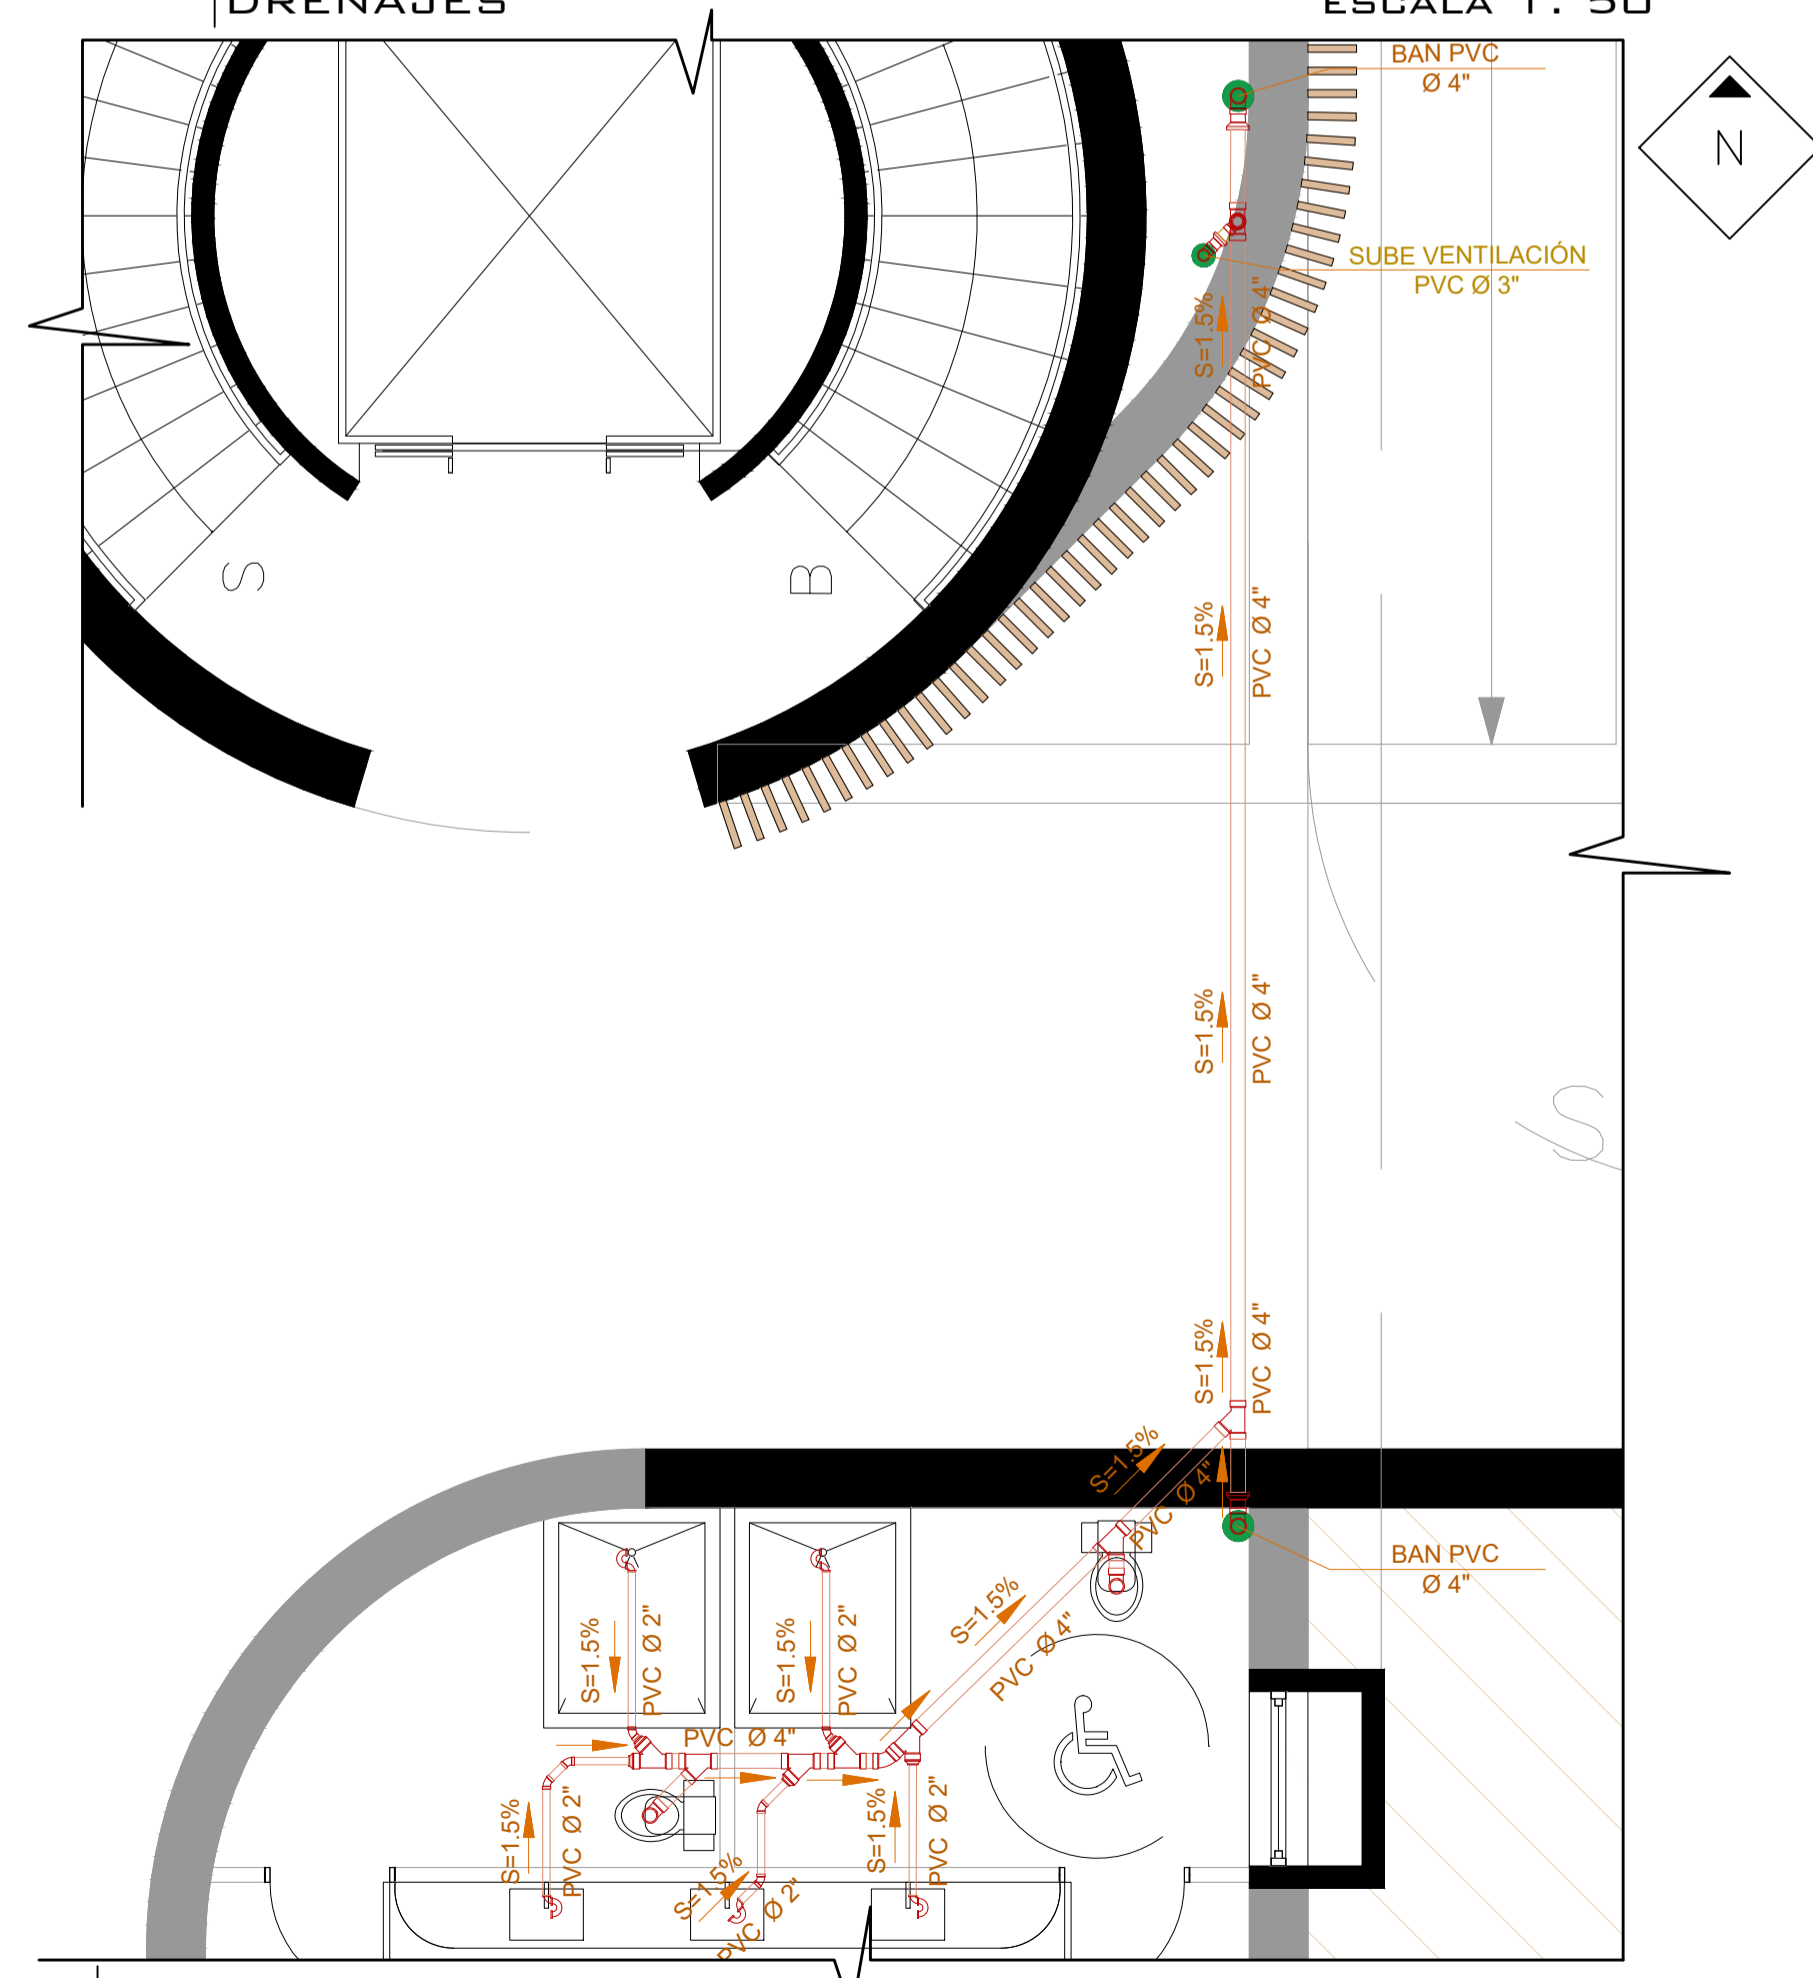 DRENAJES
ESCALA 1: 50
BAN PVC
Ø 4"
N
SUBE VENTILACIÓN
PVC Ø 3"
S=1.5%
PVC Ø 4"
S
B
S=1.5%
PVC Ø 4"
S=1.5%
PVC Ø 4"
S
S=1.5%
PVC Ø 4"
S=1.5%
PVC Ø 4"
BAN PVC
Ø 4"
S=1.5%
PVC Ø 4"
S=1.5%
PVC Ø 2"
S=1.5%
PVC Ø 2"
PVC Ø 4"
S=1.5%
PVC Ø 2"
S=1.5%
PVC Ø 2"
S=1.5%
PVC Ø 2"